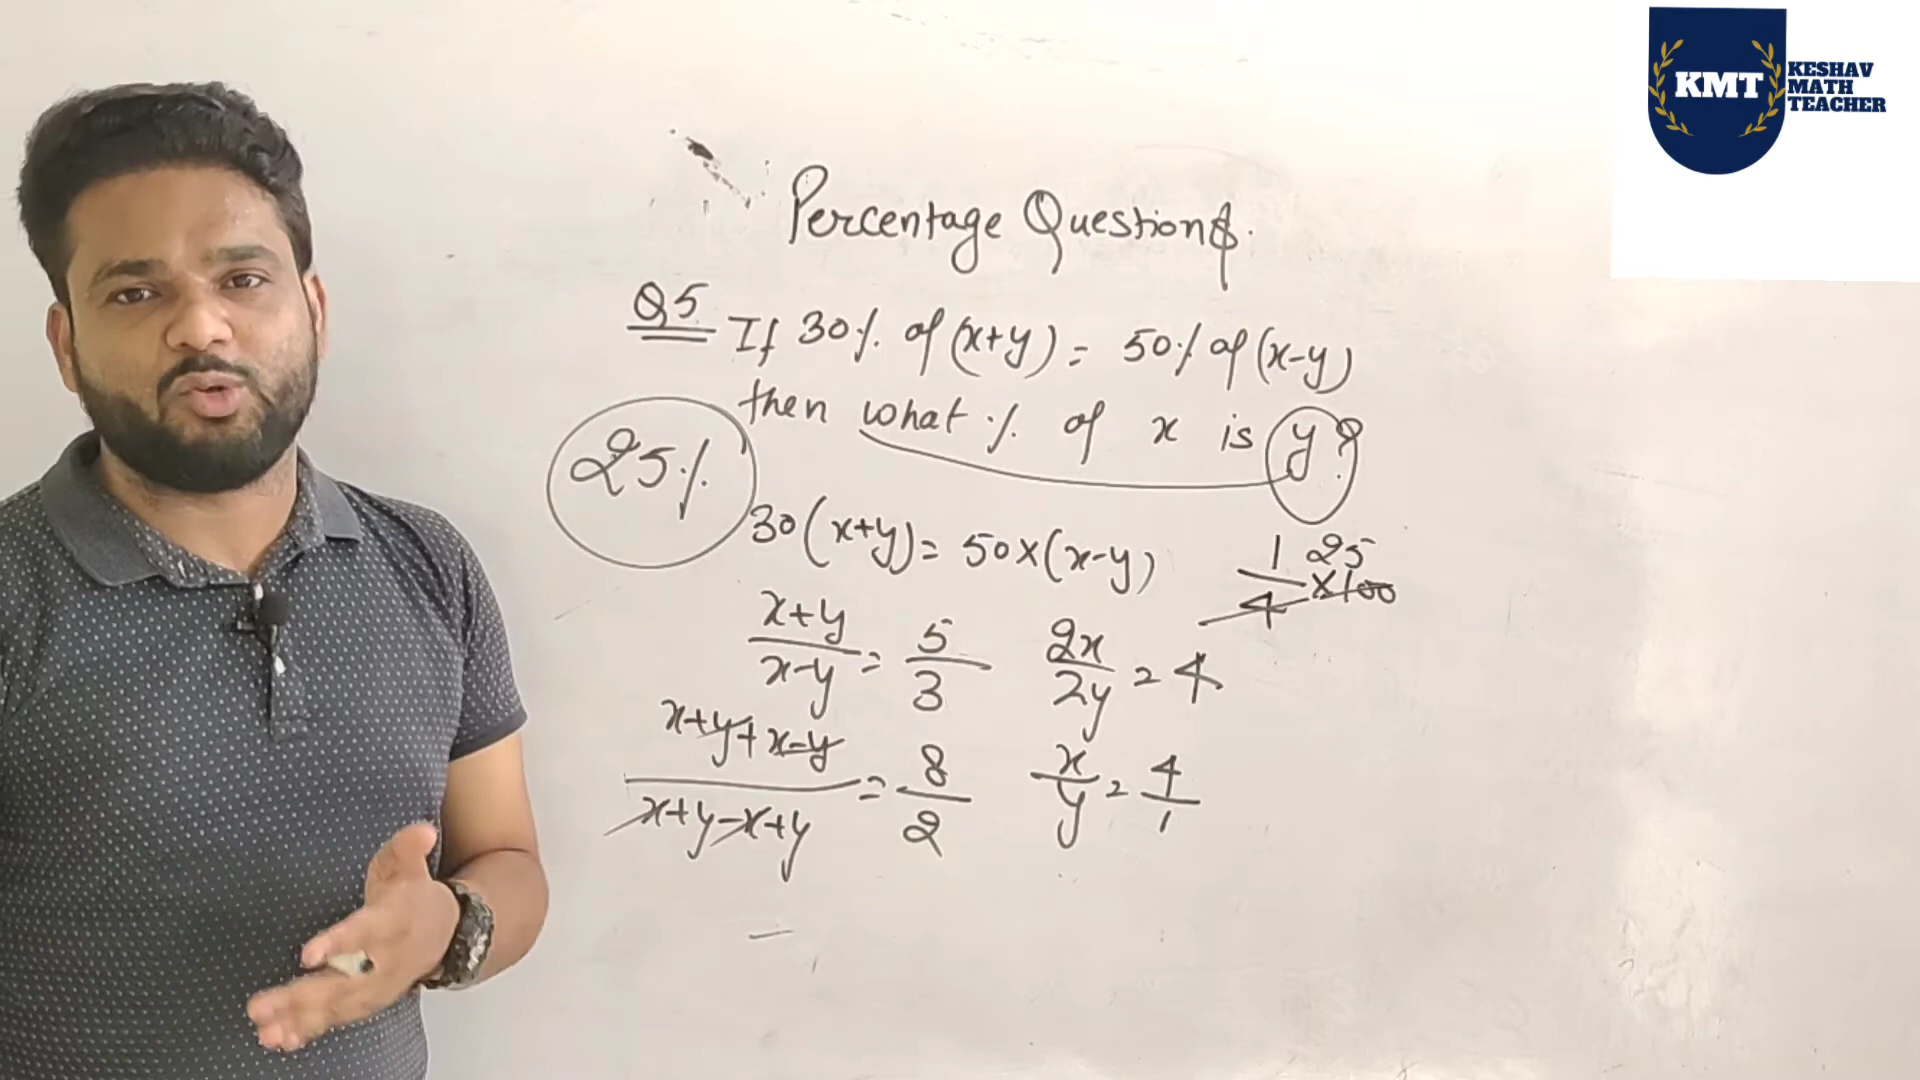 KMT
KESHAV
MATH
TEACHER
Percentage Questions.
Q5 If 30% of (x+y) = 50% of (x-y)
then what % of x is y?
25%
30(x+y) = 50×(x-y)
1/4 ×100 25
x+y/x-y = 5/3
2x/2y = 4
x+y+x-y/x+y-x+y = 8/2
x/y = 4/1